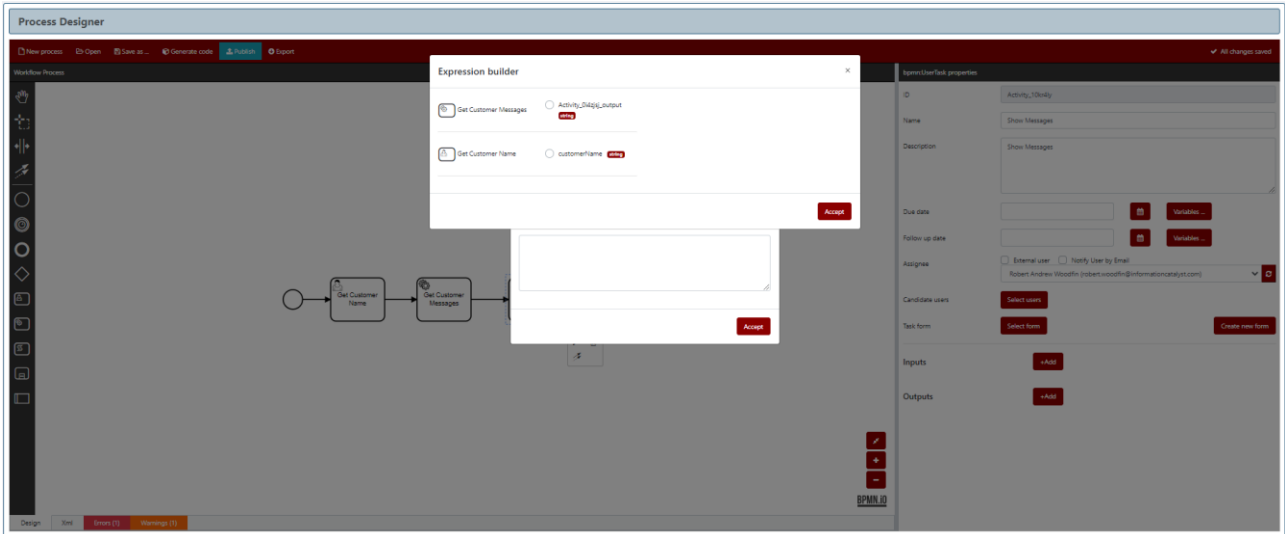 Process Designer
New process Open Save as ... Generate code Publish Export All changes saved
Workflow Process
Expression builder ×
Get Customer Messages
string
Get Customer Name customerName string
Accept
Accept
Get Customer
Name
Get Customer
Messages
BPMN.iO
Design Xml Errors (1) Warnings (1)
bpmn:UserTask properties
ID
Name Show Messages
Description Show Messages
Due date Variables ...
Follow up date Variables ...
Assignee External user Notify User by Email
Robert Andrew Woodfin (robert.woodfin@informationcatalyst.com)
Candidate users Select users
Task form Select form Create new form
Inputs +Add
Outputs +Add